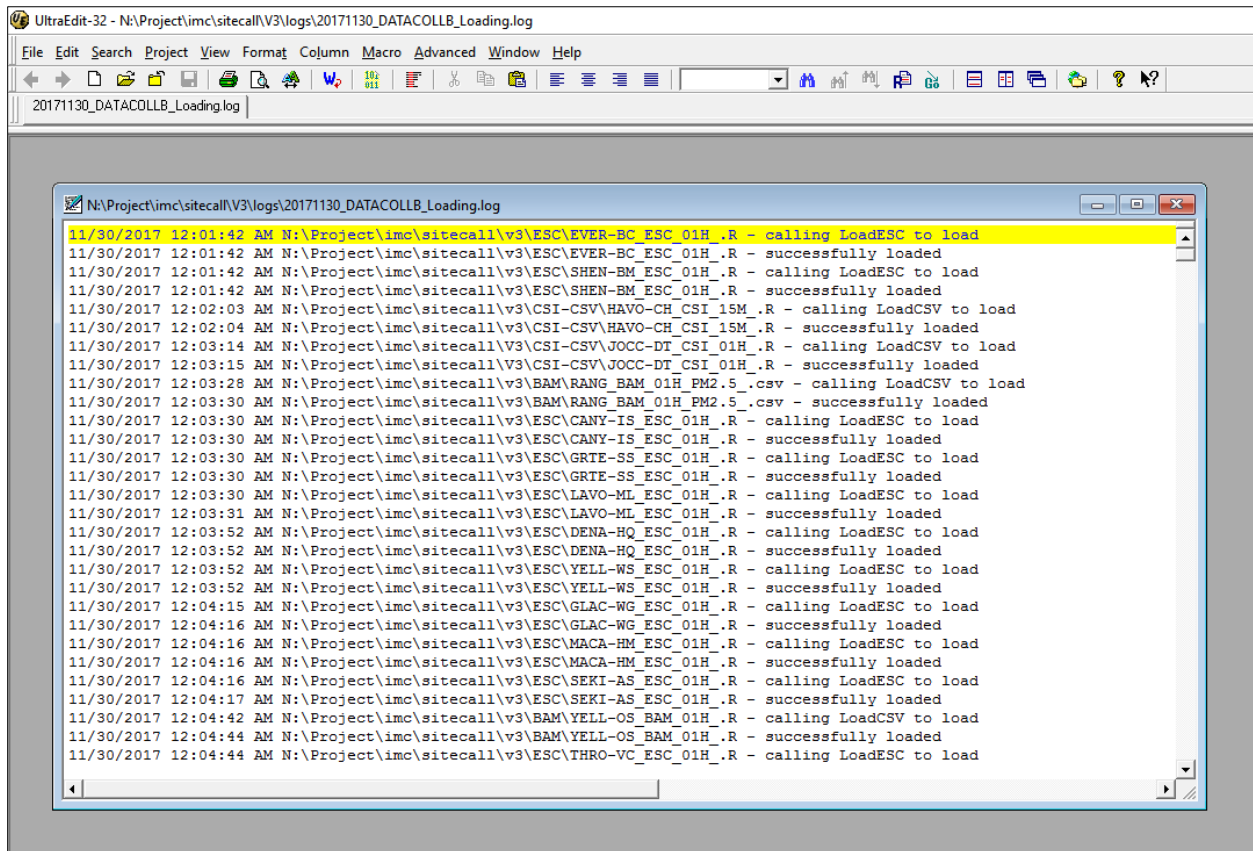 UltraEdit-32 - N:\Project\imc\sitecall\V3\logs\20171130_DATACOLLB_Loading.log
File Edit Search Project View Format Column Macro Advanced Window Help
20171130_DATACOLLB_Loading.log
N:\Project\imc\sitecall\V3\logs\20171130_DATACOLLB_Loading.log
11/30/2017 12:01:42 AM N:\Project\imc\sitecall\v3\ESC\EVER-BC_ESC_01H_.R - calling LoadESC to load
11/30/2017 12:01:42 AM N:\Project\imc\sitecall\v3\ESC\EVER-BC_ESC_01H_.R - successfully loaded
11/30/2017 12:01:42 AM N:\Project\imc\sitecall\v3\ESC\SHEN-BM_ESC_01H_.R - calling LoadESC to load
11/30/2017 12:01:42 AM N:\Project\imc\sitecall\v3\ESC\SHEN-BM_ESC_01H_.R - successfully loaded
11/30/2017 12:02:03 AM N:\Project\imc\sitecall\v3\CSI-CSV\HAVO-CH_CSI_15M_.R - calling LoadCSV to load
11/30/2017 12:02:04 AM N:\Project\imc\sitecall\v3\CSI-CSV\HAVO-CH_CSI_15M_.R - successfully loaded
11/30/2017 12:03:14 AM N:\Project\imc\sitecall\V3\CSI-CSV\JOCC-DT_CSI_01H_.R - calling LoadCSV to load
11/30/2017 12:03:15 AM N:\Project\imc\sitecall\V3\CSI-CSV\JOCC-DT_CSI_01H_.R - successfully loaded
11/30/2017 12:03:28 AM N:\Project\imc\sitecall\v3\BAM\RANG_BAM_01H_PM2.5_.csv - calling LoadCSV to load
11/30/2017 12:03:30 AM N:\Project\imc\sitecall\v3\BAM\RANG_BAM_01H_PM2.5_.csv - successfully loaded
11/30/2017 12:03:30 AM N:\Project\imc\sitecall\v3\ESC\CANY-IS_ESC_01H_.R - calling LoadESC to load
11/30/2017 12:03:30 AM N:\Project\imc\sitecall\v3\ESC\CANY-IS_ESC_01H_.R - successfully loaded
11/30/2017 12:03:30 AM N:\Project\imc\sitecall\v3\ESC\GRTE-SS_ESC_01H_.R - calling LoadESC to load
11/30/2017 12:03:30 AM N:\Project\imc\sitecall\v3\ESC\GRTE-SS_ESC_01H_.R - successfully loaded
11/30/2017 12:03:30 AM N:\Project\imc\sitecall\v3\ESC\LAVO-ML_ESC_01H_.R - calling LoadESC to load
11/30/2017 12:03:31 AM N:\Project\imc\sitecall\v3\ESC\LAVO-ML_ESC_01H_.R - successfully loaded
11/30/2017 12:03:52 AM N:\Project\imc\sitecall\v3\ESC\DENA-HQ_ESC_01H_.R - calling LoadESC to load
11/30/2017 12:03:52 AM N:\Project\imc\sitecall\v3\ESC\DENA-HQ_ESC_01H_.R - successfully loaded
11/30/2017 12:03:52 AM N:\Project\imc\sitecall\v3\ESC\YELL-WS_ESC_01H_.R - calling LoadESC to load
11/30/2017 12:03:52 AM N:\Project\imc\sitecall\v3\ESC\YELL-WS_ESC_01H_.R - successfully loaded
11/30/2017 12:04:15 AM N:\Project\imc\sitecall\v3\ESC\GLAC-WG_ESC_01H_.R - calling LoadESC to load
11/30/2017 12:04:16 AM N:\Project\imc\sitecall\v3\ESC\GLAC-WG_ESC_01H_.R - successfully loaded
11/30/2017 12:04:16 AM N:\Project\imc\sitecall\v3\ESC\MACA-HM_ESC_01H_.R - calling LoadESC to load
11/30/2017 12:04:16 AM N:\Project\imc\sitecall\v3\ESC\MACA-HM_ESC_01H_.R - successfully loaded
11/30/2017 12:04:16 AM N:\Project\imc\sitecall\v3\ESC\SEKI-AS_ESC_01H_.R - calling LoadESC to load
11/30/2017 12:04:17 AM N:\Project\imc\sitecall\v3\ESC\SEKI-AS_ESC_01H_.R - successfully loaded
11/30/2017 12:04:42 AM N:\Project\imc\sitecall\v3\BAM\YELL-OS_BAM_01H_.R - calling LoadCSV to load
11/30/2017 12:04:44 AM N:\Project\imc\sitecall\v3\BAM\YELL-OS_BAM_01H_.R - successfully loaded
11/30/2017 12:04:44 AM N:\Project\imc\sitecall\v3\ESC\THRO-VC_ESC_01H_.R - calling LoadESC to load